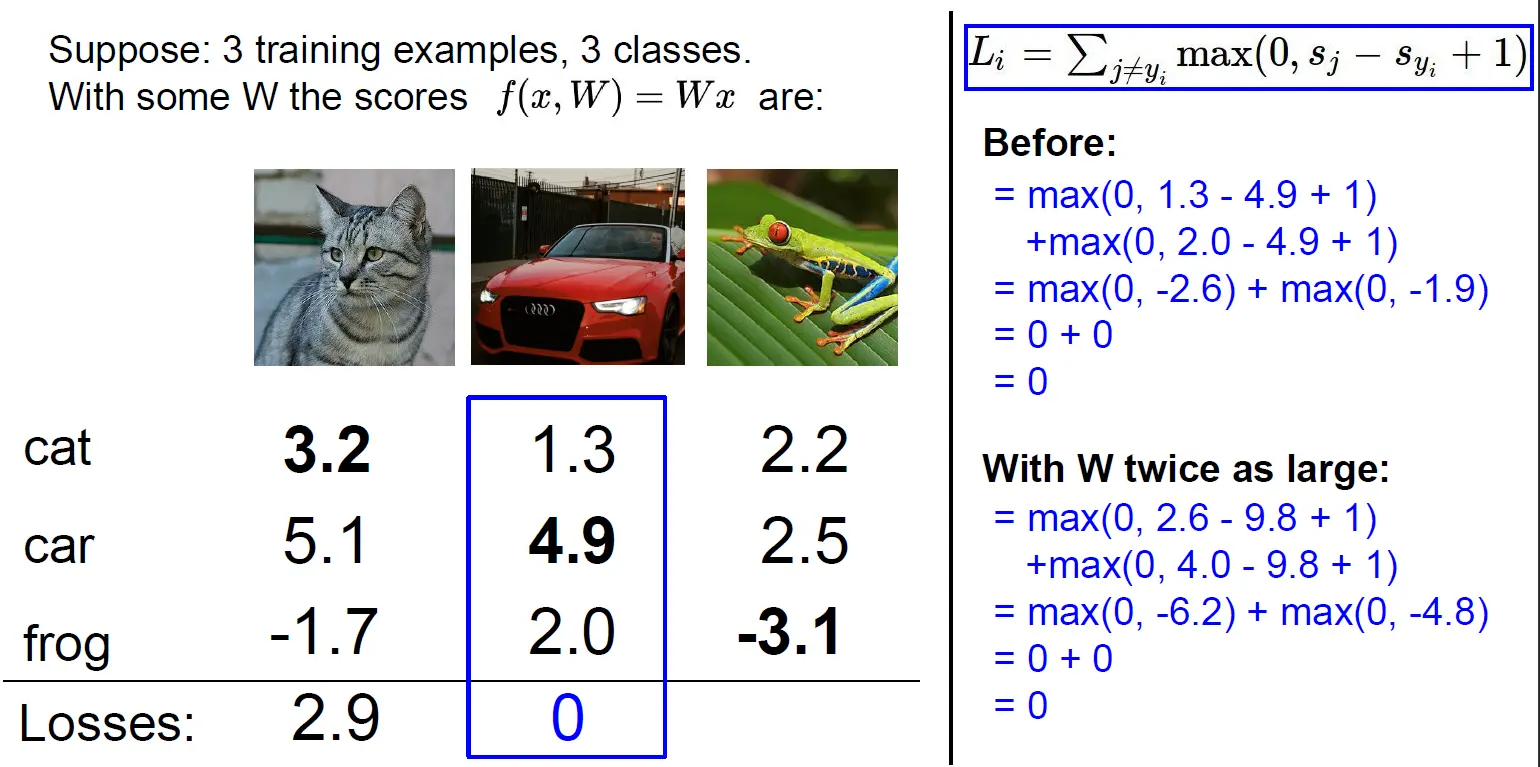 Suppose: 3 training examples, 3 classes.
With some W the scores f(x, W) = Wx are:
cat 3.2 1.3 2.2
car 5.1 4.9 2.5
frog -1.7 2.0 -3.1
Losses: 2.9 0
L_i = ∑_{j≠y_i} max(0, s_j − s_{y_i} + 1)
Before:
= max(0, 1.3 - 4.9 + 1)
+max(0, 2.0 - 4.9 + 1)
= max(0, -2.6) + max(0, -1.9)
= 0 + 0
= 0
With W twice as large:
= max(0, 2.6 - 9.8 + 1)
+max(0, 4.0 - 9.8 + 1)
= max(0, -6.2) + max(0, -4.8)
= 0 + 0
= 0